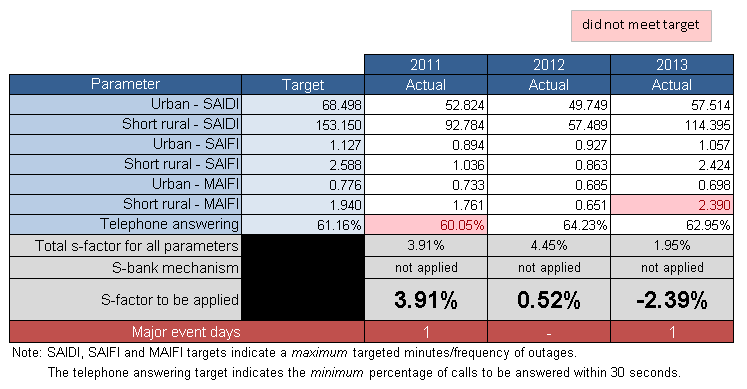 did not meet target
2011 2012 2013
Parameter Target Actual Actual Actual
Urban - SAIDI 68.498 52.824 49.749 57.514
Short rural - SAIDI 153.150 92.784 57.489 114.395
Urban - SAIFI 1.127 0.894 0.927 1.057
Short rural - SAIFI 2.588 1.036 0.863 2.424
Urban - MAIFI 0.776 0.733 0.685 0.698
Short rural - MAIFI 1.940 1.761 0.651 2.390
Telephone answering 61.16% 60.05% 64.23% 62.95%
Total s-factor for all parameters 3.91% 4.45% 1.95%
S-bank mechanism not applied not applied not applied
S-factor to be applied 3.91% 0.52% -2.39%
Major event days 1 - 1
Note: SAIDI, SAIFI and MAIFI targets indicate a maximum targeted minutes/frequency of outages.
The telephone answering target indicates the minimum percentage of calls to be answered within 30 seconds.